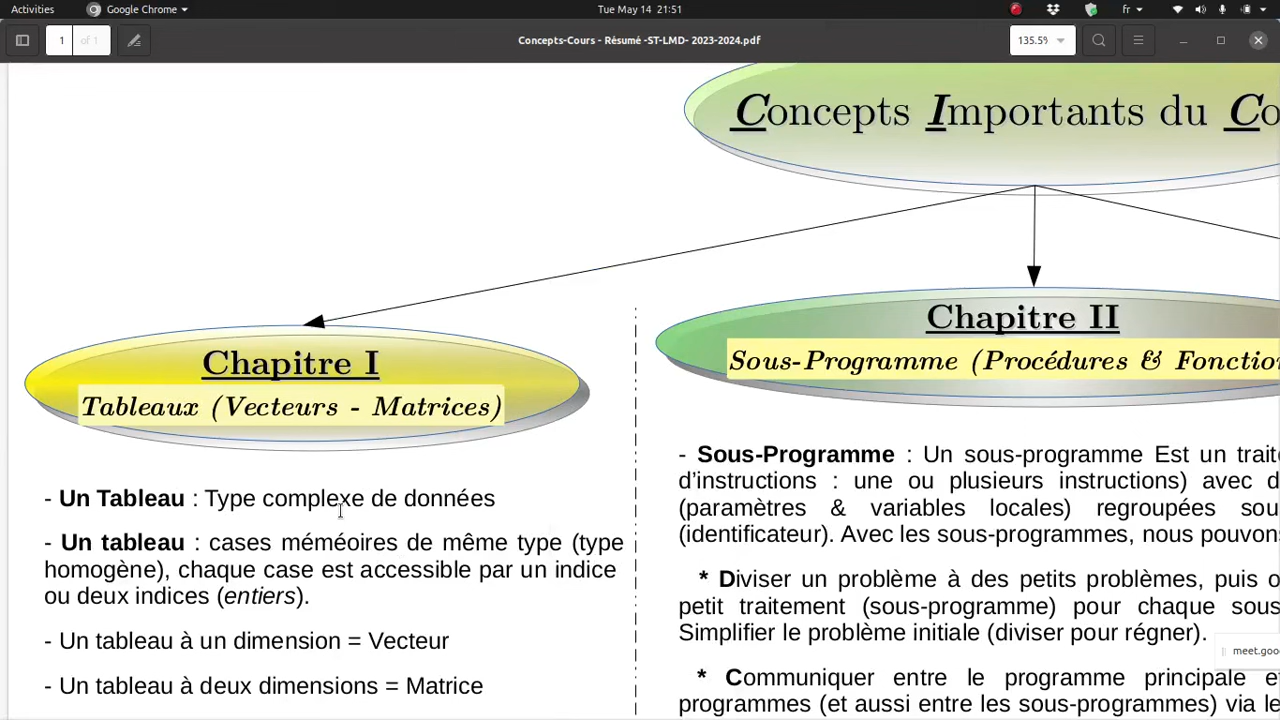 Activities Google Chrome Tue May 14 21:51 fr
1 of 1 Concepts-Cours - Résumé -ST-LMD- 2023-2024.pdf 135.5%
Concepts Importants du Co
Chapitre I
Tableaux (Vecteurs - Matrices)
- Un Tableau : Type complexe de données
- Un tableau : cases méméoires de même type (type
homogène), chaque case est accessible par un indice
ou deux indices (entiers).
- Un tableau à un dimension = Vecteur
- Un tableau à deux dimensions = Matrice
Chapitre II
Sous-Programme (Procédures & Fonction
- Sous-Programme : Un sous-programme Est un trait
d'instructions : une ou plusieurs instructions) avec d
(paramètres & variables locales) regroupées sou
(identificateur). Avec les sous-programmes, nous pouvon
* Diviser un problème à des petits problèmes, puis o
petit traitement (sous-programme) pour chaque sous
Simplifier le problème initiale (diviser pour régner).
* Communiquer entre le programme principale e
programmes (et aussi entre les sous-programmes) via le
meet.goo